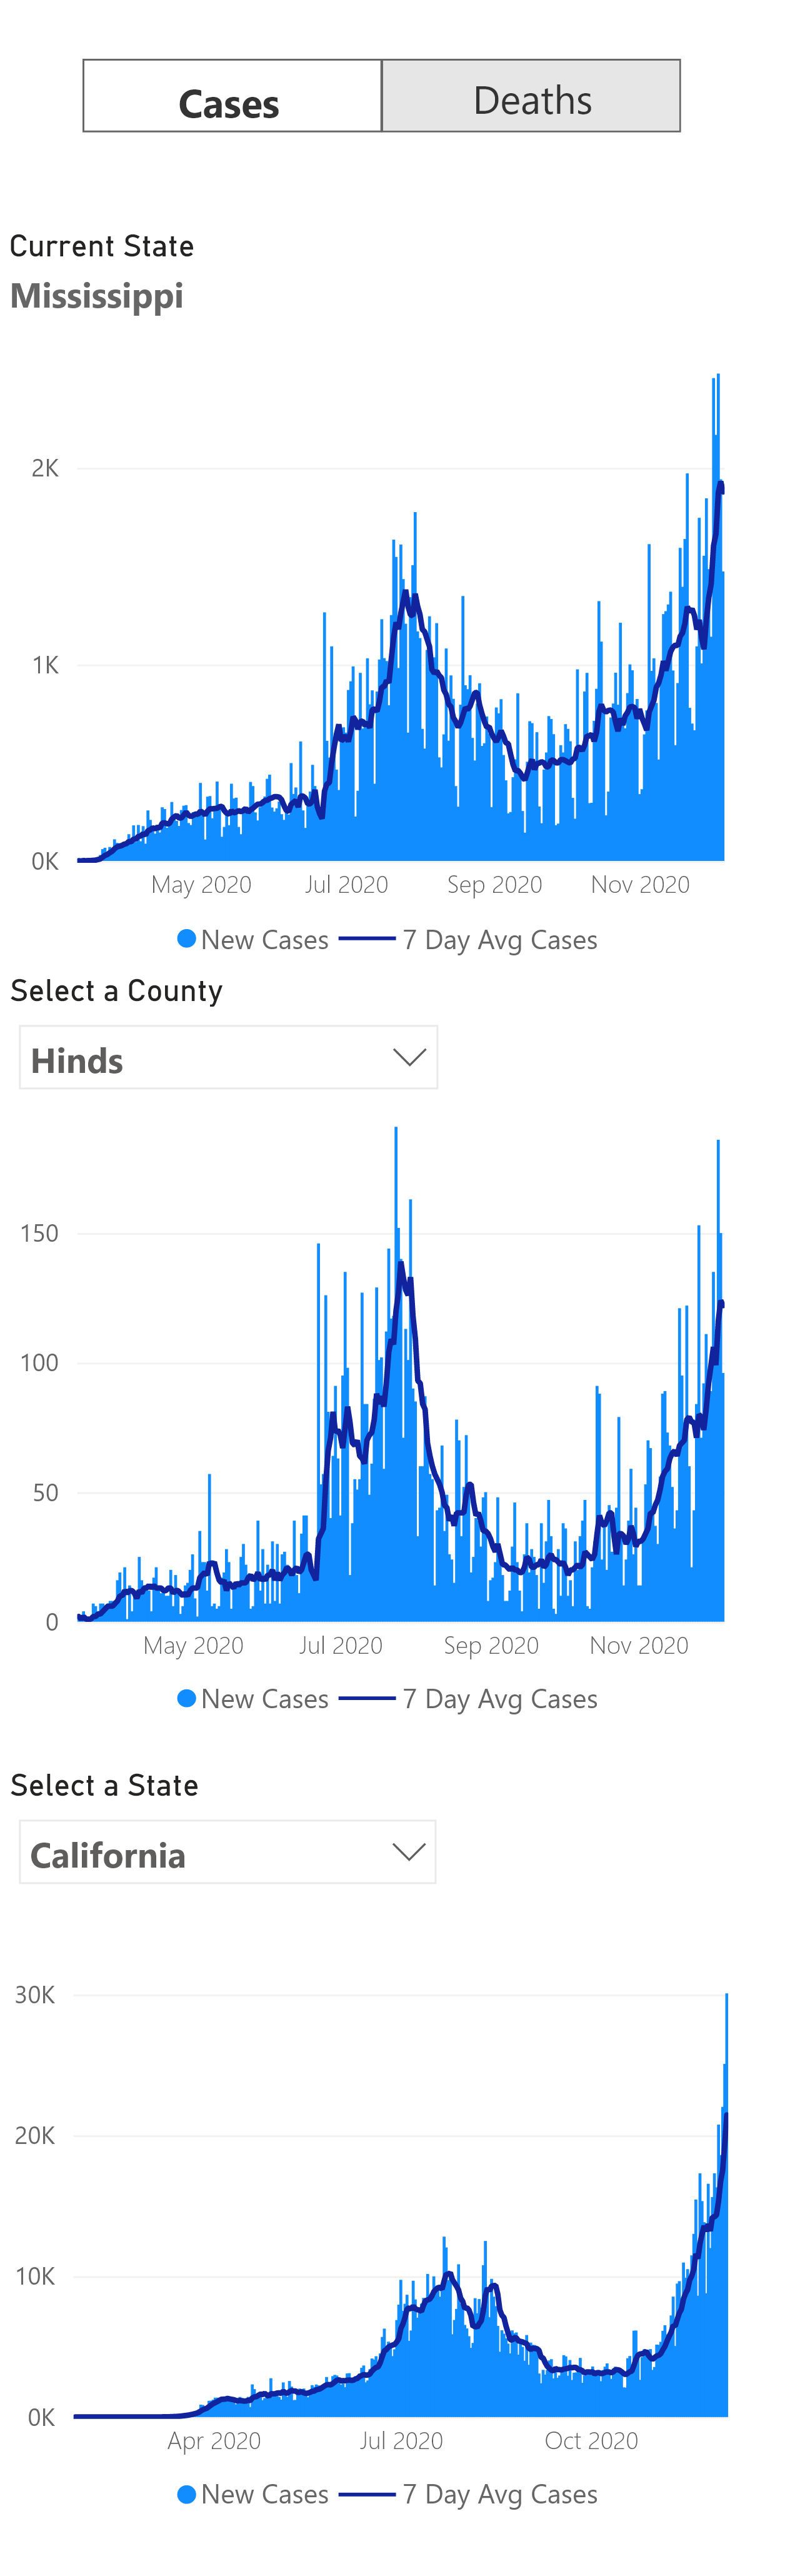 Cases Deaths
Current State
Mississippi
2K
1K
0K
May 2020 Jul 2020 Sep 2020 Nov 2020
New Cases 7 Day Avg Cases
Select a County
Hinds
150
100
50
0
May 2020 Jul 2020 Sep 2020 Nov 2020
New Cases 7 Day Avg Cases
Select a State
California
30K
20K
10K
0K
Apr 2020 Jul 2020 Oct 2020
New Cases 7 Day Avg Cases